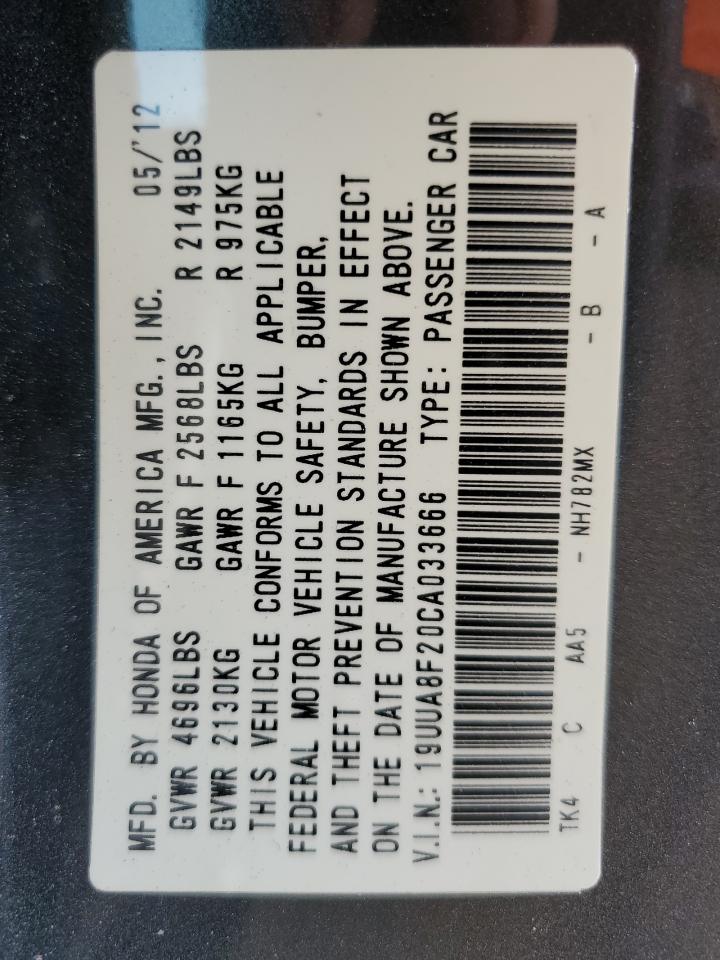 MFD. BY HONDA OF AMERICA MFG., INC. 05/'12
GVWR 4696LBS GAWR F 2568LBS R 2149LBS
GVWR 2130KG GAWR F 1165KG R 975KG
THIS VEHICLE CONFORMS TO ALL APPLICABLE
FEDERAL MOTOR VEHICLE SAFETY, BUMPER,
AND THEFT PREVENTION STANDARDS IN EFFECT
ON THE DATE OF MANUFACTURE SHOWN ABOVE.
V.I.N.: 19UUA8F20CA033666 TYPE: PASSENGER CAR
TK4 C AA5 - NH782MX - B - A